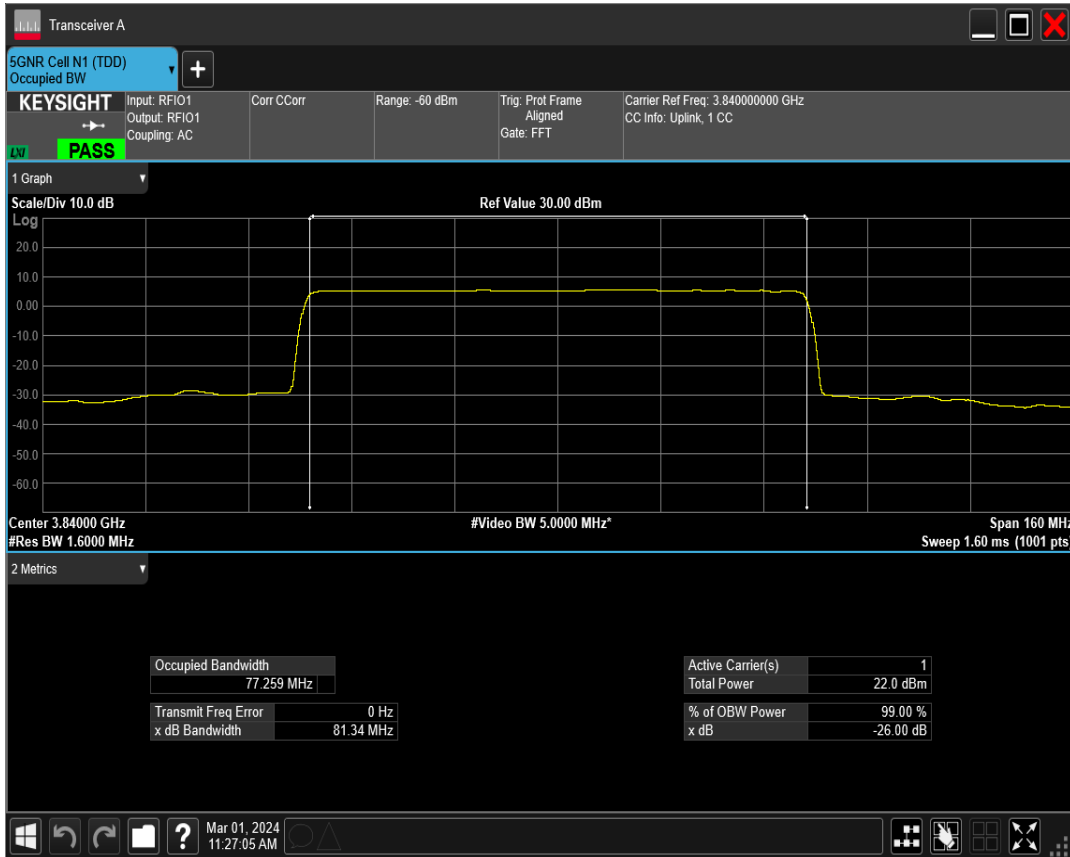 Transceiver A
5GNR Cell N1 (TDD)
Occupied BW
+
KEYSIGHT
LXI
PASS
Input: RFIO1
Output: RFIO1
Coupling: AC
Corr CCorr
Range: -60 dBm
Trig: Prot Frame
Aligned
Gate: FFT
Carrier Ref Freq: 3.840000000 GHz
CC Info: Uplink, 1 CC
1 Graph
Scale/Div 10.0 dB
Ref Value 30.00 dBm
Log
20.0
10.0
0.00
-10.0
-20.0
-30.0
-40.0
-50.0
-60.0
Center 3.84000 GHz
#Video BW 5.0000 MHz*
Span 160 MHz
#Res BW 1.6000 MHz
Sweep 1.60 ms (1001 pts)
2 Metrics
Occupied Bandwidth
77.259 MHz
Transmit Freq Error 0 Hz
x dB Bandwidth 81.34 MHz
Active Carrier(s) 1
Total Power 22.0 dBm
% of OBW Power 99.00 %
x dB -26.00 dB
?
Mar 01, 2024
11:27:05 AM